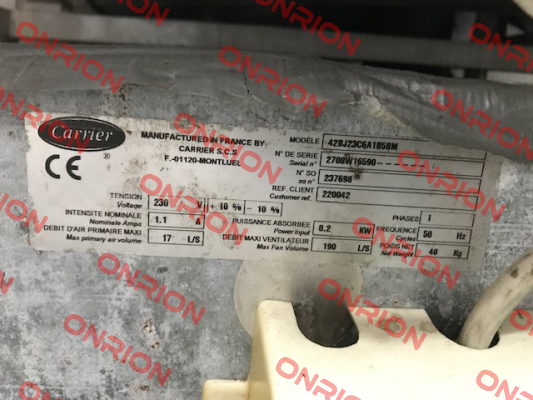 Carrier
CE
MANUFACTURED IN FRANCE BY:
CARRIER S.C.S
F.-01120-MONTLUEL
MODÈLE 42BJ23C6A185BM
N° DE SERIE
Serial n° 2708W16590
N° SO
so n° 237698
REF. CLIENT
Customer ref. 220042
TENSION
Voltage 230 V + 10 % - 10 %
PHASES 1
INTENSITE NOMINALE
Nominal Amps 1.1 A
PUISSANCE ABSORBEE
Power Input 0.2 KW
FREQUENCE
Cycles 50 Hz
DEBIT D'AIR PRIMAIRE MAXI
Max primary air volume 17 L/S
DEBIT MAXI VENTILATEUR
Max Fan Volume 190 L/S
POIDS NET
Net Weight 40 Kg
ONRION